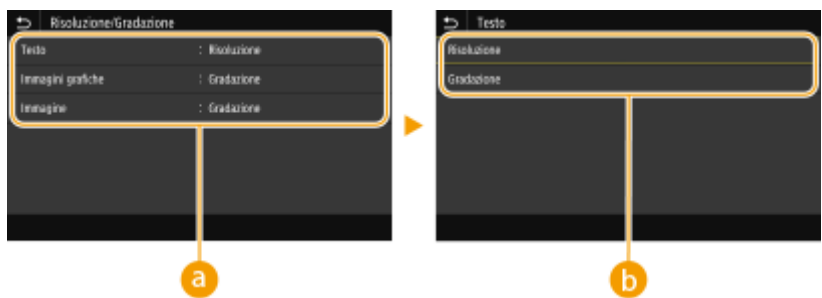 Risoluzione/Gradazione
Testo : Risoluzione
Immagini grafiche : Gradazione
Immagine : Gradazione
a
Testo
Risoluzione
Gradazione
b